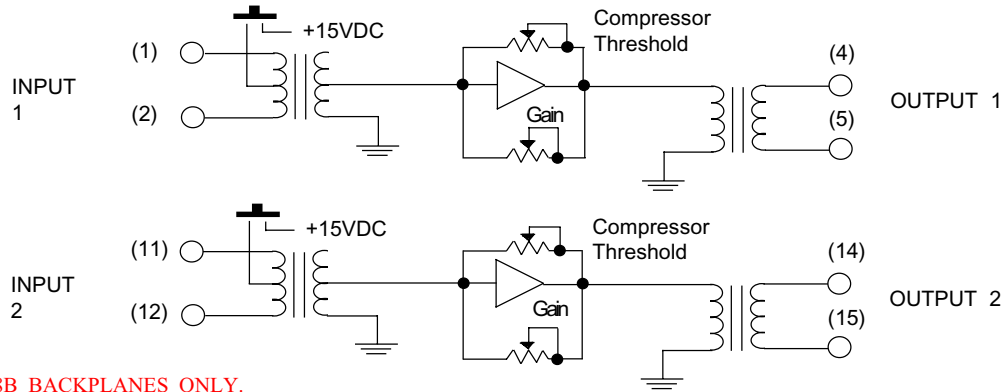 +15VDC
Compressor
Threshold
(1)
(4)
INPUT
1
OUTPUT 1
(2)
Gain
(5)
+15VDC
Compressor
Threshold
(11)
(14)
INPUT
2
OUTPUT 2
(12)
Gain
(15)
BACKPLANES ONLY.